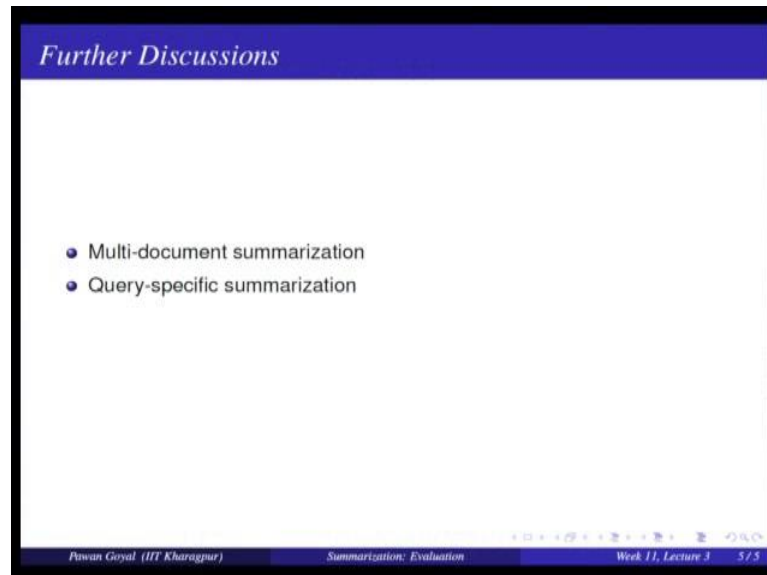 Further Discussions
Multi-document summarization
Query-specific summarization
Pawan Goyal (IIT Kharagpur) Summarization: Evaluation Week 11, Lecture 3 5 / 5